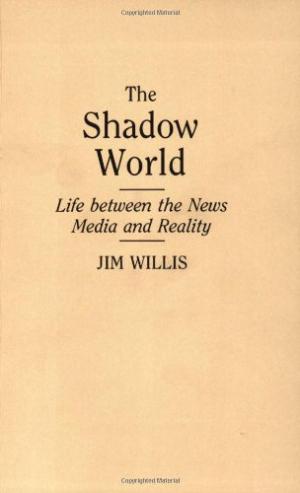 Copyrighted Material
The
Shadow
World
Life between the News
Media and Reality
JIM WILLIS
Copyrighted Material